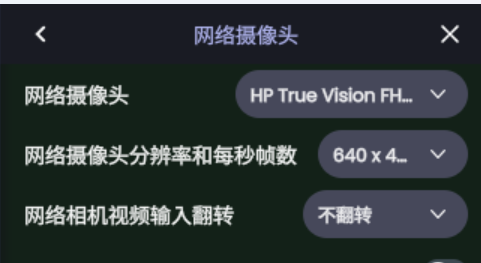 网络摄像头
网络摄像头 HP True Vision FH...
网络摄像头分辨率和每秒帧数 640 x 4...
网络相机视频输入翻转 不翻转